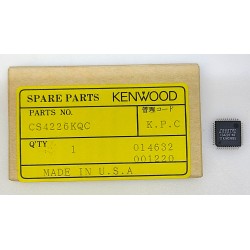 SPARE PARTS KENWOOD
PARTS NO. 管理コード
CS4226KQC K.P.C
Q'TY 1 014632
001220
MADE IN U.S.A